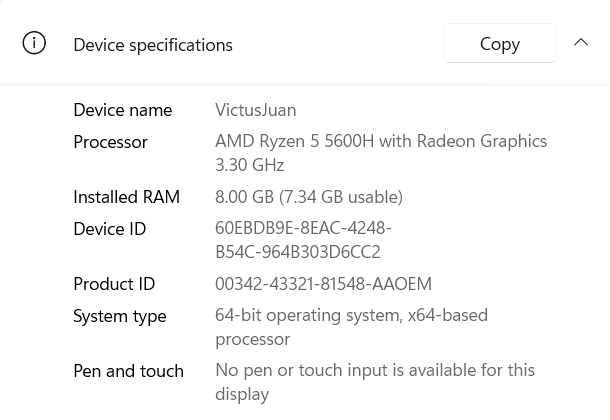 Device specifications
Copy
Device name VictusJuan
Processor AMD Ryzen 5 5600H with Radeon Graphics
3.30 GHz
Installed RAM 8.00 GB (7.34 GB usable)
Device ID 60EBDB9E-8EAC-4248-
B54C-964B303D6CC2
Product ID 00342-43321-81548-AAOEM
System type 64-bit operating system, x64-based
processor
Pen and touch No pen or touch input is available for this
display